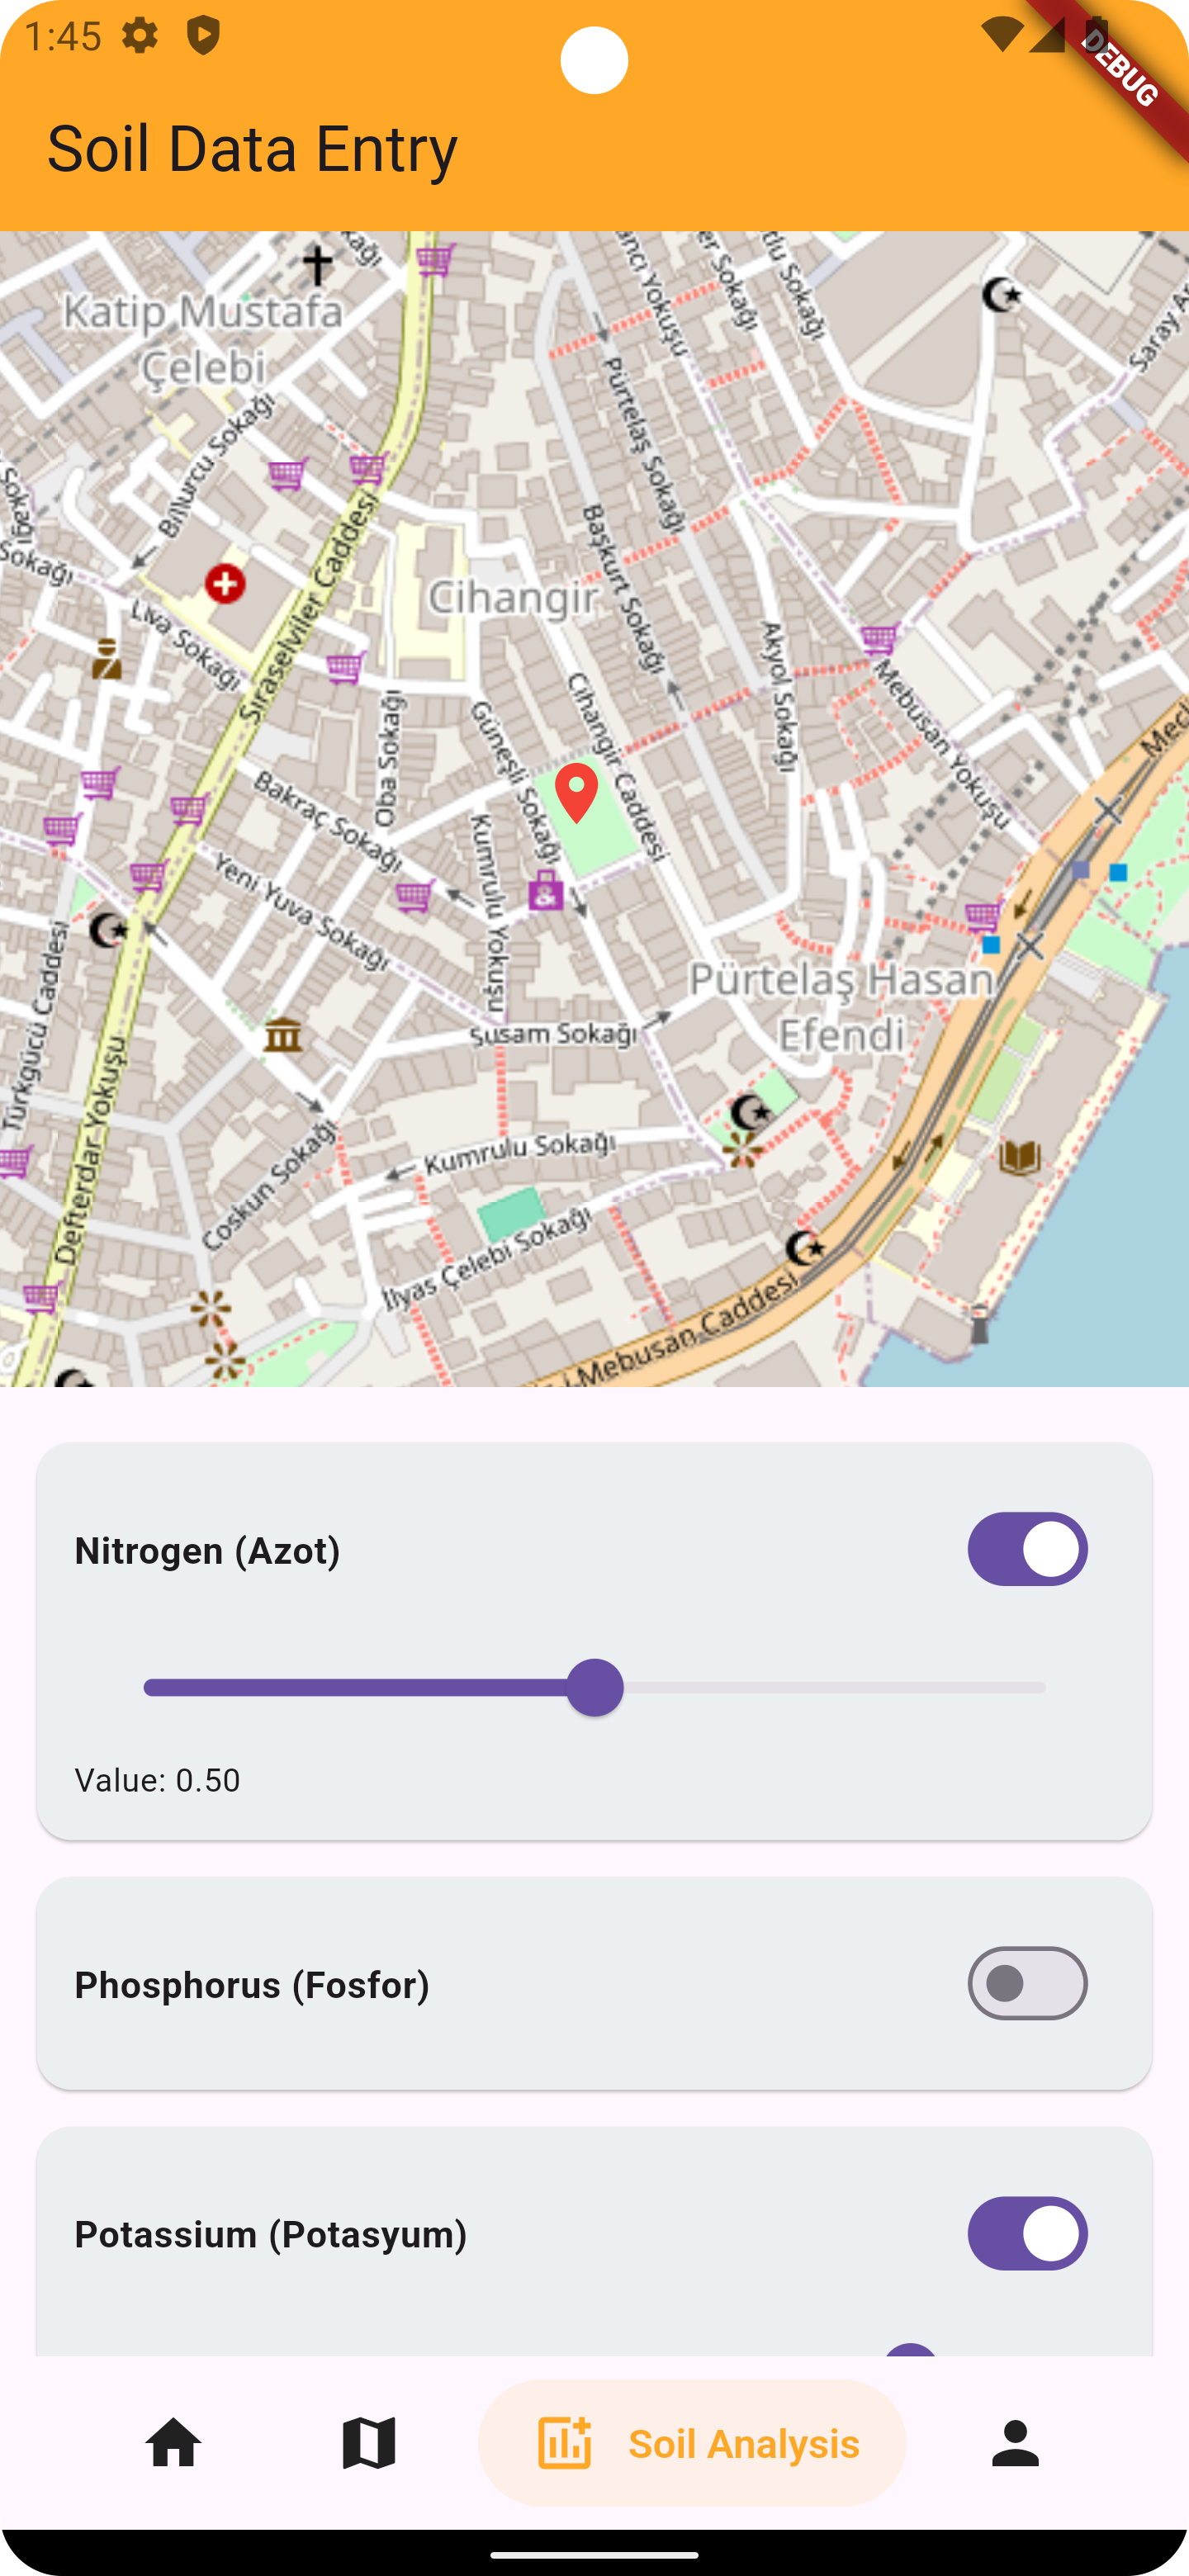 1:45
DEBUG
Soil Data Entry
Katip Mustafa
Çelebi
Billurcu Sokağı
Sokağı
Liva Sokağı
Sıraselviler Caddesi
Cihangir
Pürtelaş Sokağı
Başkurt Sokağı
Akyol Sokağı
Mebusan Yokuşu
Oba Sokağı
Güneşli Sokağı
Cihangir Caddesi
Bakraç Sokağı
Yeni Yuva Sokağı
Kumrulu Yokuşu
Türkgücü Caddesi
Defterdar Yokuşu
Pürtelaş Hasan
Efendi
Susam Sokağı
Coşkun Sokağı
Kumrulu Sokağı
İlyas Çelebi Sokağı
Mebusan Caddesi
Nitrogen (Azot)
Value: 0.50
Phosphorus (Fosfor)
Potassium (Potasyum)
Soil Analysis